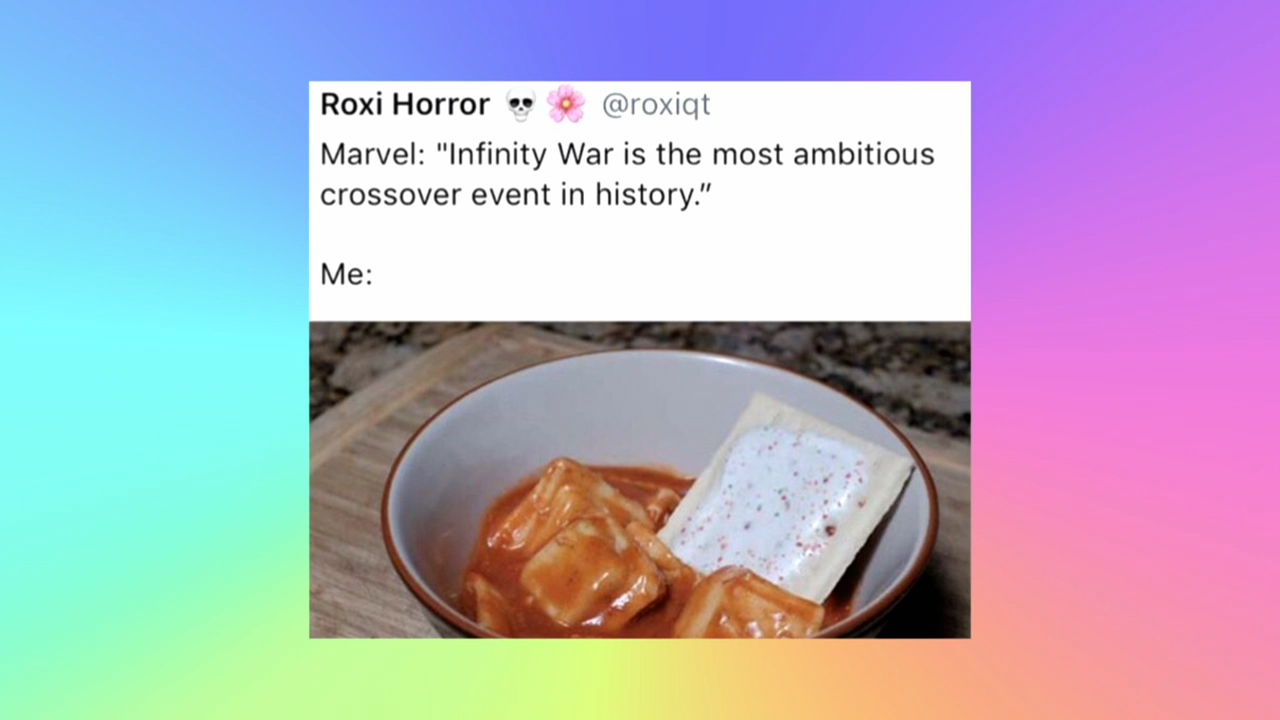 Roxi Horror 💀🌸 @roxiqt
Marvel: "Infinity War is the most ambitious
crossover event in history.”
Me: